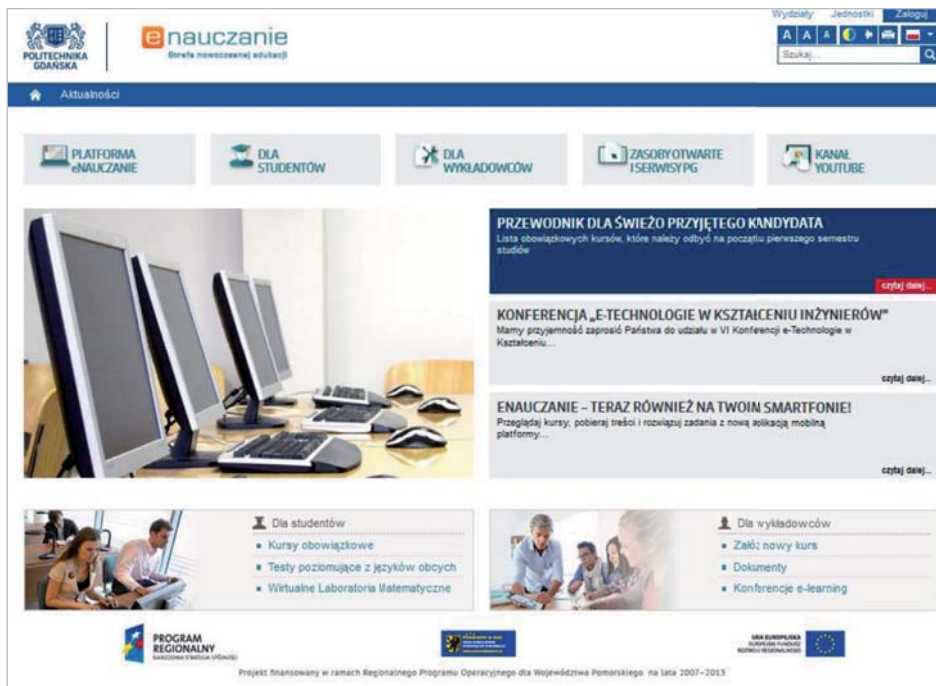 Wydziały Jednostki Zaloguj
POLITECHNIKA
GDAŃSKA
e nauczanie
Strefa nowoczesnej edukacji
A A A
Szukaj...
Aktualności
PLATFORMA
eNAUCZANIE
DLA
STUDENTÓW
DLA
WYKŁADOWCÓW
ZASOBY OTWARTE
I SERWISY PG
KANAŁ
YOUTUBE
PRZEWODNIK DLA ŚWIEŻO PRZYJĘTEGO KANDYDATA
Lista obowiązkowych kursów, które należy odbyć na początlu pierwszego semestru
studiów
czytaj dalej...
KONFERENCJA „E-TECHNOLOGIE W KSZTAŁCENIU INŻYNIERÓW”
Mamy przyjemność zaprosić Państwa do udziału w VI Konferencji e-Technologie w
Kształceniu...
czytaj dalej...
ENAUCZANIE – TERAZ RÓWNIEŻ NA TWOIM SMARTFONIE!
Przeglądaj kursy, pobieraj treści i rozwiązuj zadania z nową aplikacją mobilną
platformy...
czytaj dalej...
Dla studentów
Kursy obowiązkowe
Testy poziomujące z języków obcych
Wirtualne Laboratoria Matematyczne
Dla wykładowców
Załóż nowy kurs
Dokumenty
Konferencje e-learning
PROGRAM
REGIONALNY
NARODOWA STRATEGIA SPÓJNOŚCI
UNIA EUROPEJSKA
EUROPEJSKI FUNDUSZ
ROZWOJU REGIONALNEGO
Projekt finansowany w ramach Regionalnego Programu Operacyjnego dla Województwa Pomorskiego na lata 2007–2013